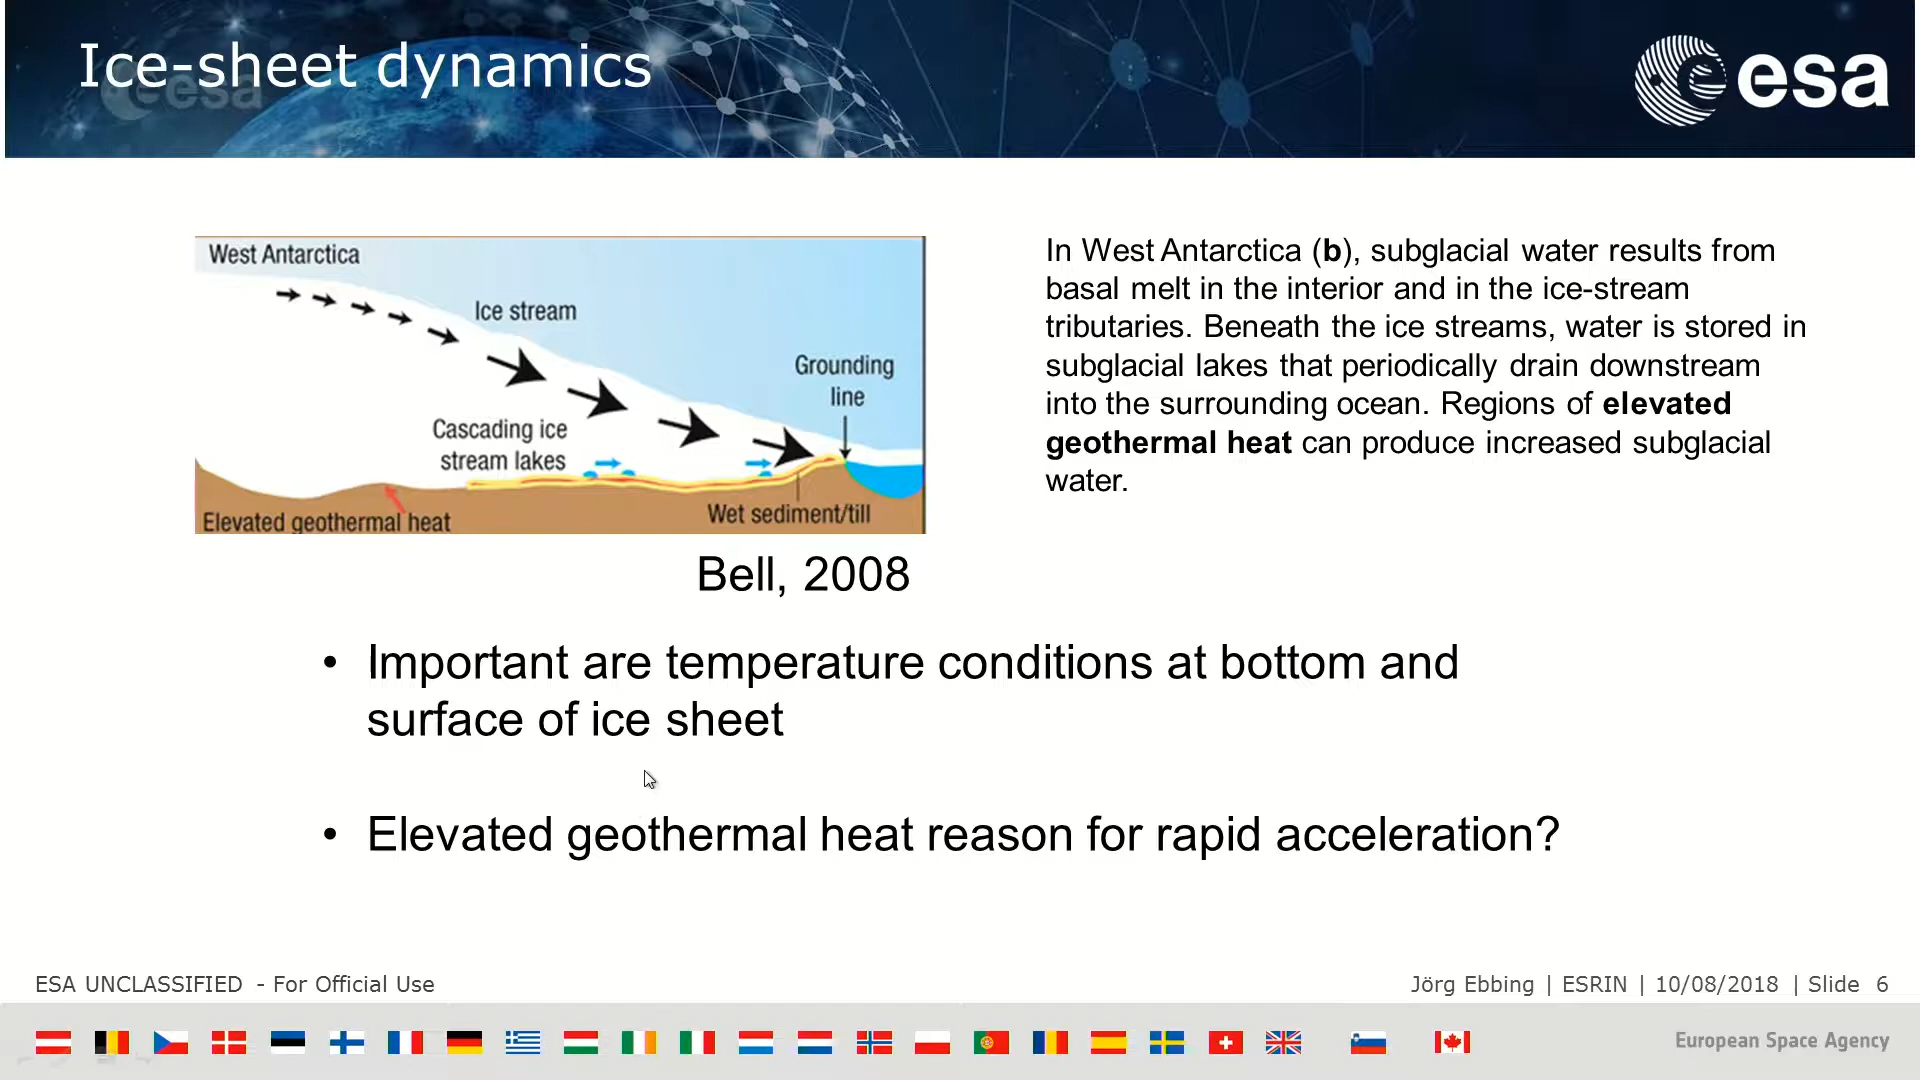 Ice-sheet dynamics
esa
West Antarctica
Ice stream
Grounding
line
Cascading ice
stream lakes
Elevated geothermal heat
Wet sediment/till
Bell, 2008
In West Antarctica (b), subglacial water results from
basal melt in the interior and in the ice-stream
tributaries. Beneath the ice streams, water is stored in
subglacial lakes that periodically drain downstream
into the surrounding ocean. Regions of elevated
geothermal heat can produce increased subglacial
water.
• Important are temperature conditions at bottom and
surface of ice sheet
• Elevated geothermal heat reason for rapid acceleration?
ESA UNCLASSIFIED - For Official Use
Jörg Ebbing | ESRIN | 10/08/2018 | Slide 6
European Space Agency